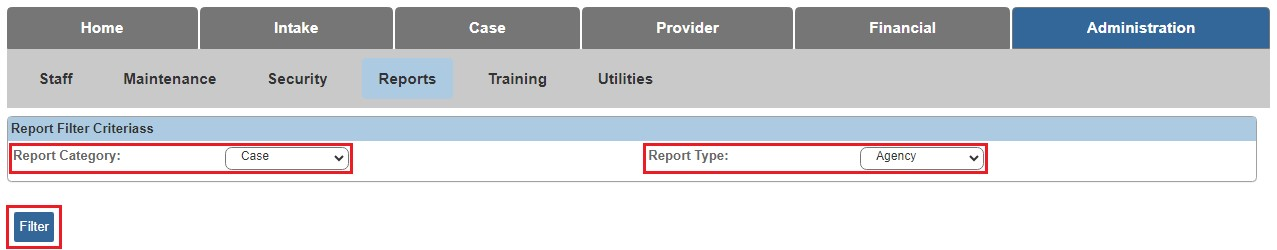 Home Intake Case Provider Financial Administration
Staff Maintenance Security Reports Training Utilities
Report Filter Criteriass
Report Category: Case Report Type: Agency
Filter